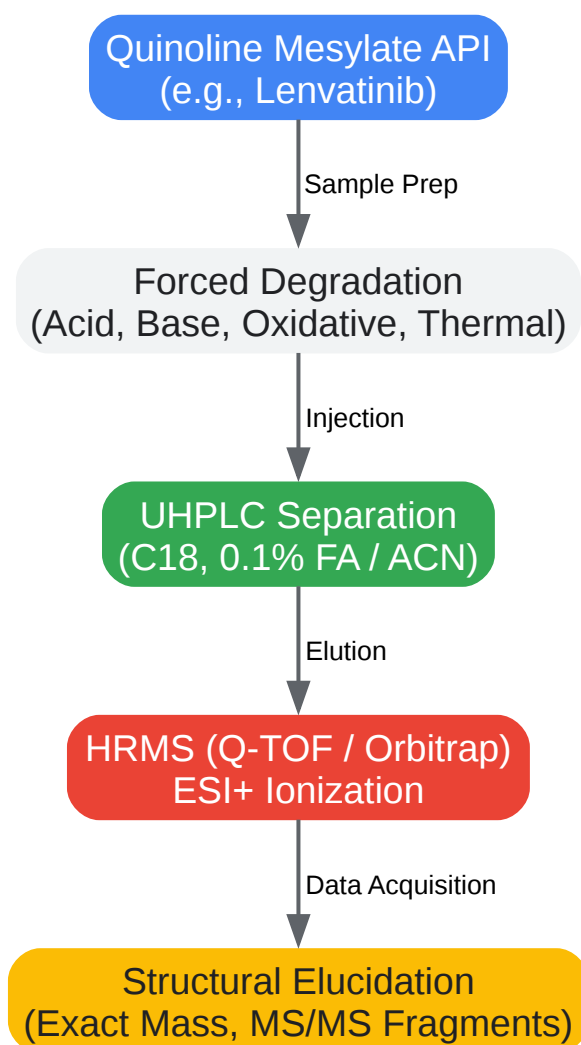 Quinoline Mesylate API
(e.g., Lenvatinib)
Sample Prep
Forced Degradation
(Acid, Base, Oxidative, Thermal)
Injection
UHPLC Separation
(C18, 0.1% FA / ACN)
Elution
HRMS (Q-TOF / Orbitrap)
ESI+ Ionization
Data Acquisition
Structural Elucidation
(Exact Mass, MS/MS Fragments)